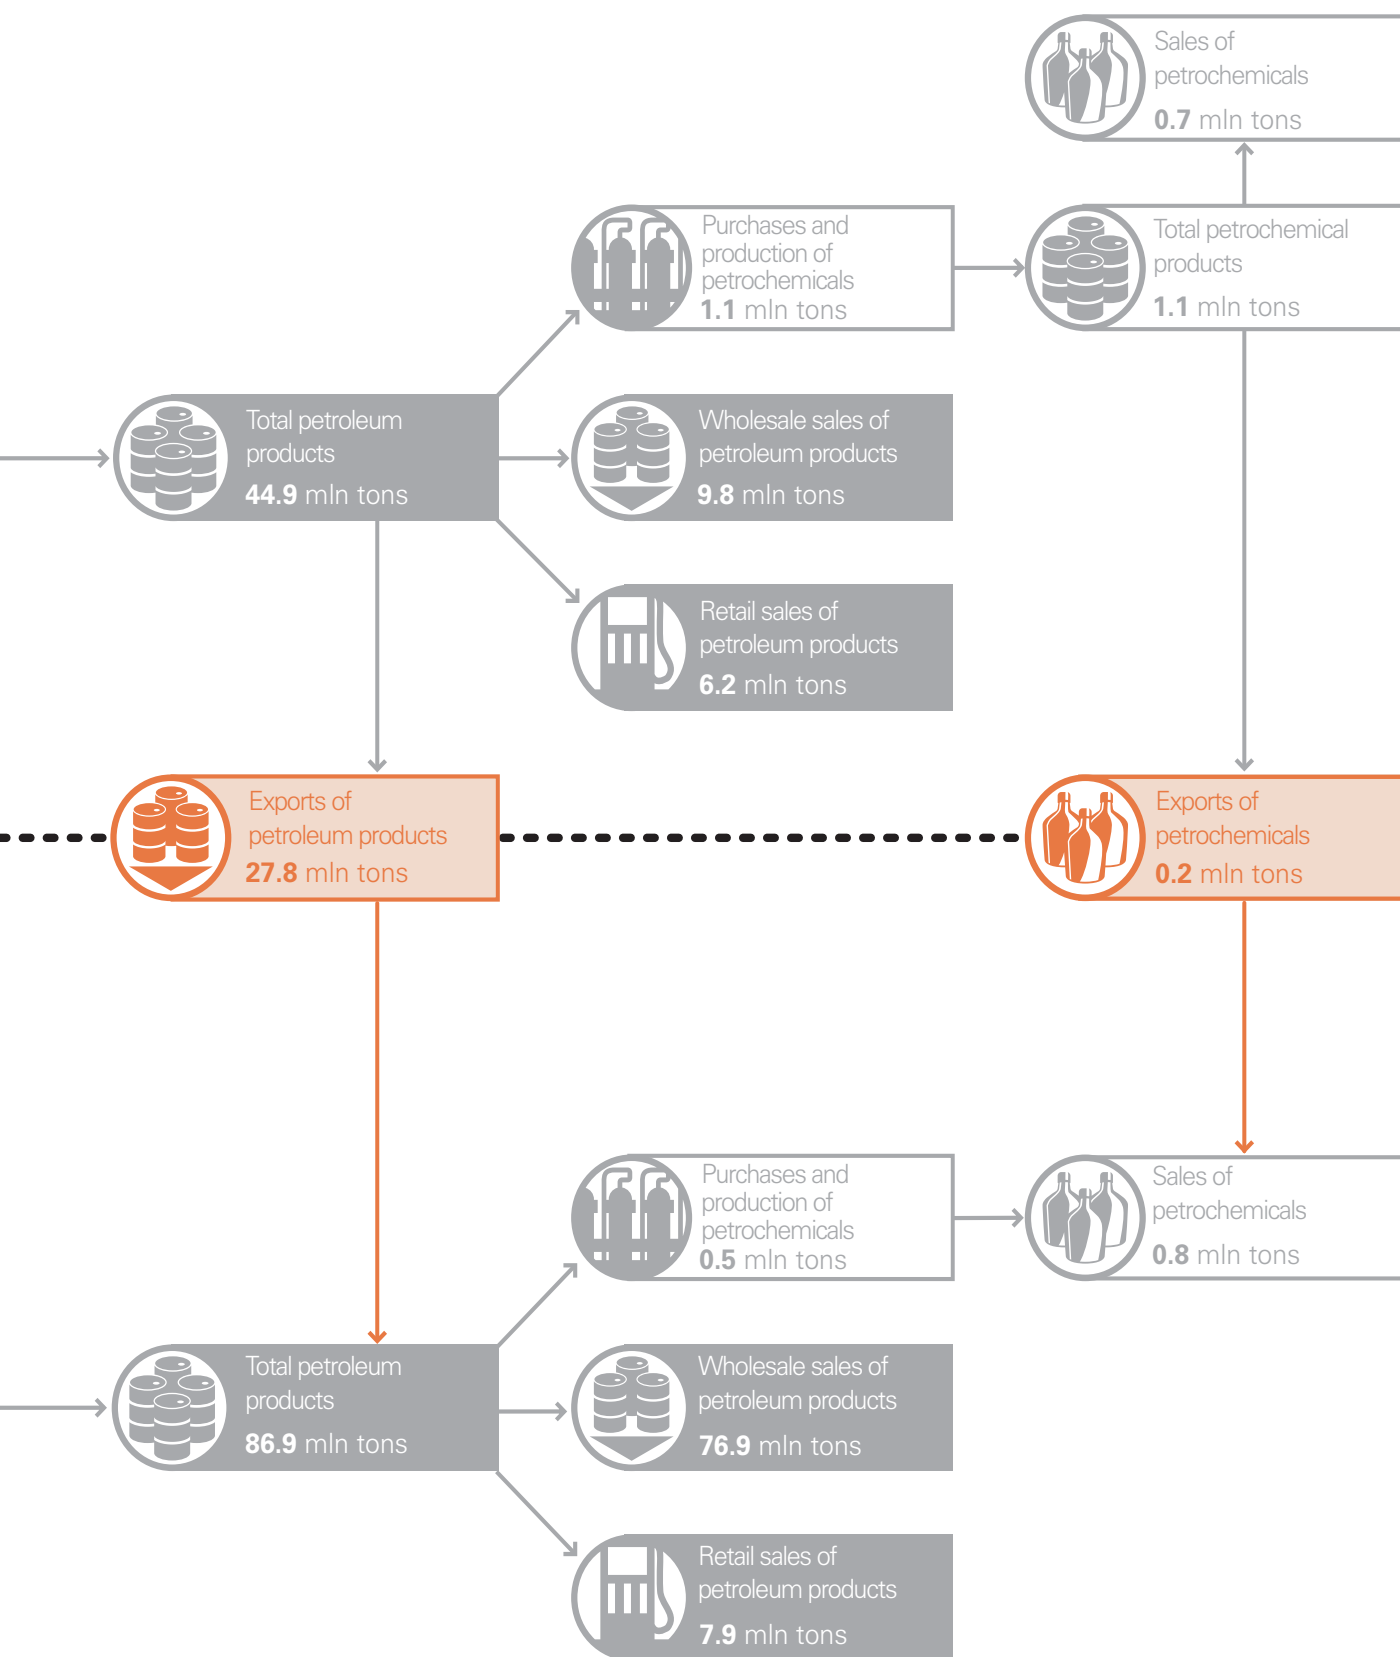 Sales of
petrochemicals
0.7 mln tons
Purchases and
production of
petrochemicals
1.1 mln tons
Total petrochemical
products
1.1 mln tons
Total petroleum
products
44.9 mln tons
Wholesale sales of
petroleum products
9.8 mln tons
Retail sales of
petroleum products
6.2 mln tons
Exports of
petroleum products
27.8 mln tons
Exports of
petrochemicals
0.2 mln tons
Purchases and
production of
petrochemicals
0.5 mln tons
Sales of
petrochemicals
0.8 mln tons
Total petroleum
products
86.9 mln tons
Wholesale sales of
petroleum products
76.9 mln tons
Retail sales of
petroleum products
7.9 mln tons